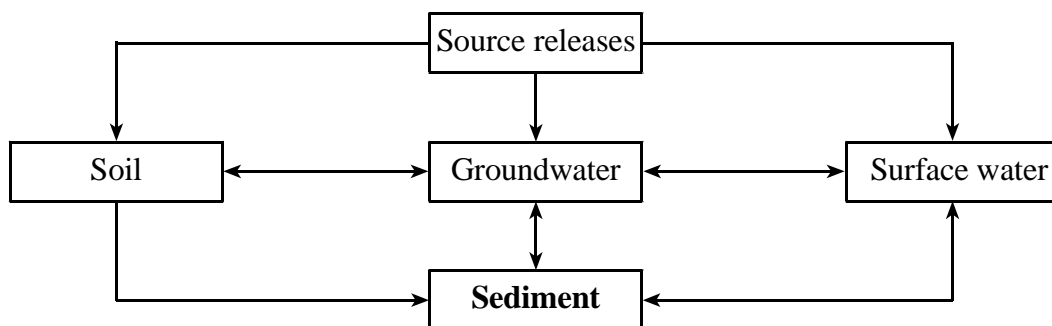 Source releases
Soil
Groundwater
Surface water
Sediment